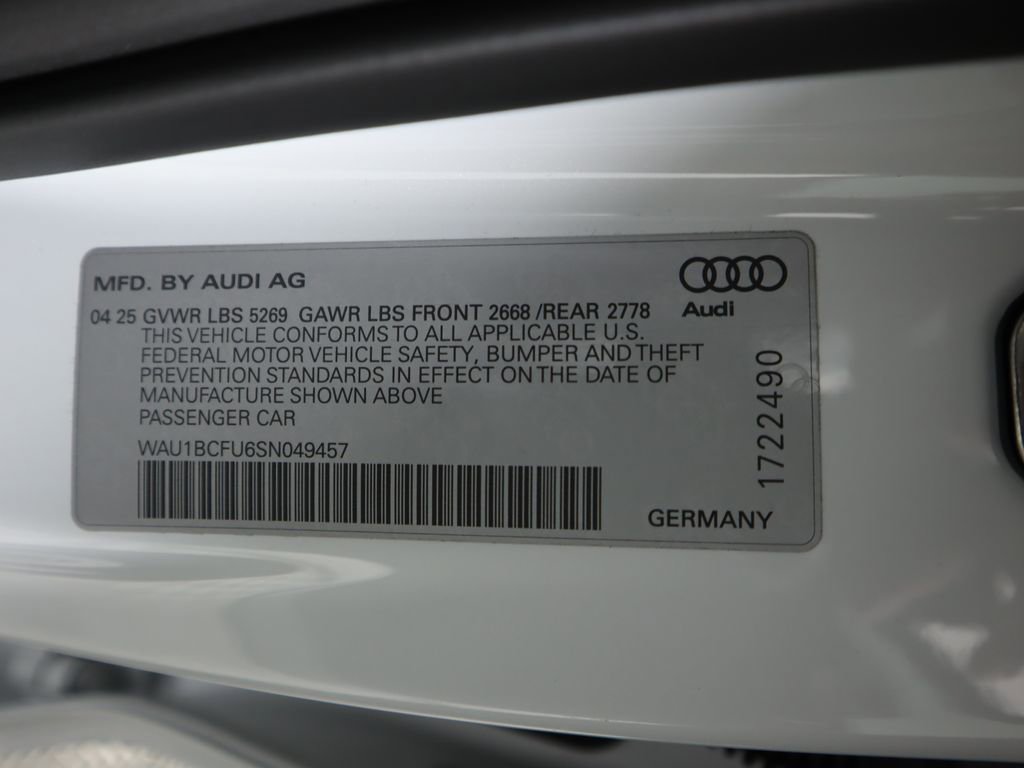 MFD. BY AUDI AG
Audi
04 25 GVWR LBS 5269 GAWR LBS FRONT 2668 /REAR 2778
THIS VEHICLE CONFORMS TO ALL APPLICABLE U.S.
FEDERAL MOTOR VEHICLE SAFETY, BUMPER AND THEFT
PREVENTION STANDARDS IN EFFECT ON THE DATE OF
MANUFACTURE SHOWN ABOVE
PASSENGER CAR
WAU1BCFU6SN049457
GERMANY
1722490